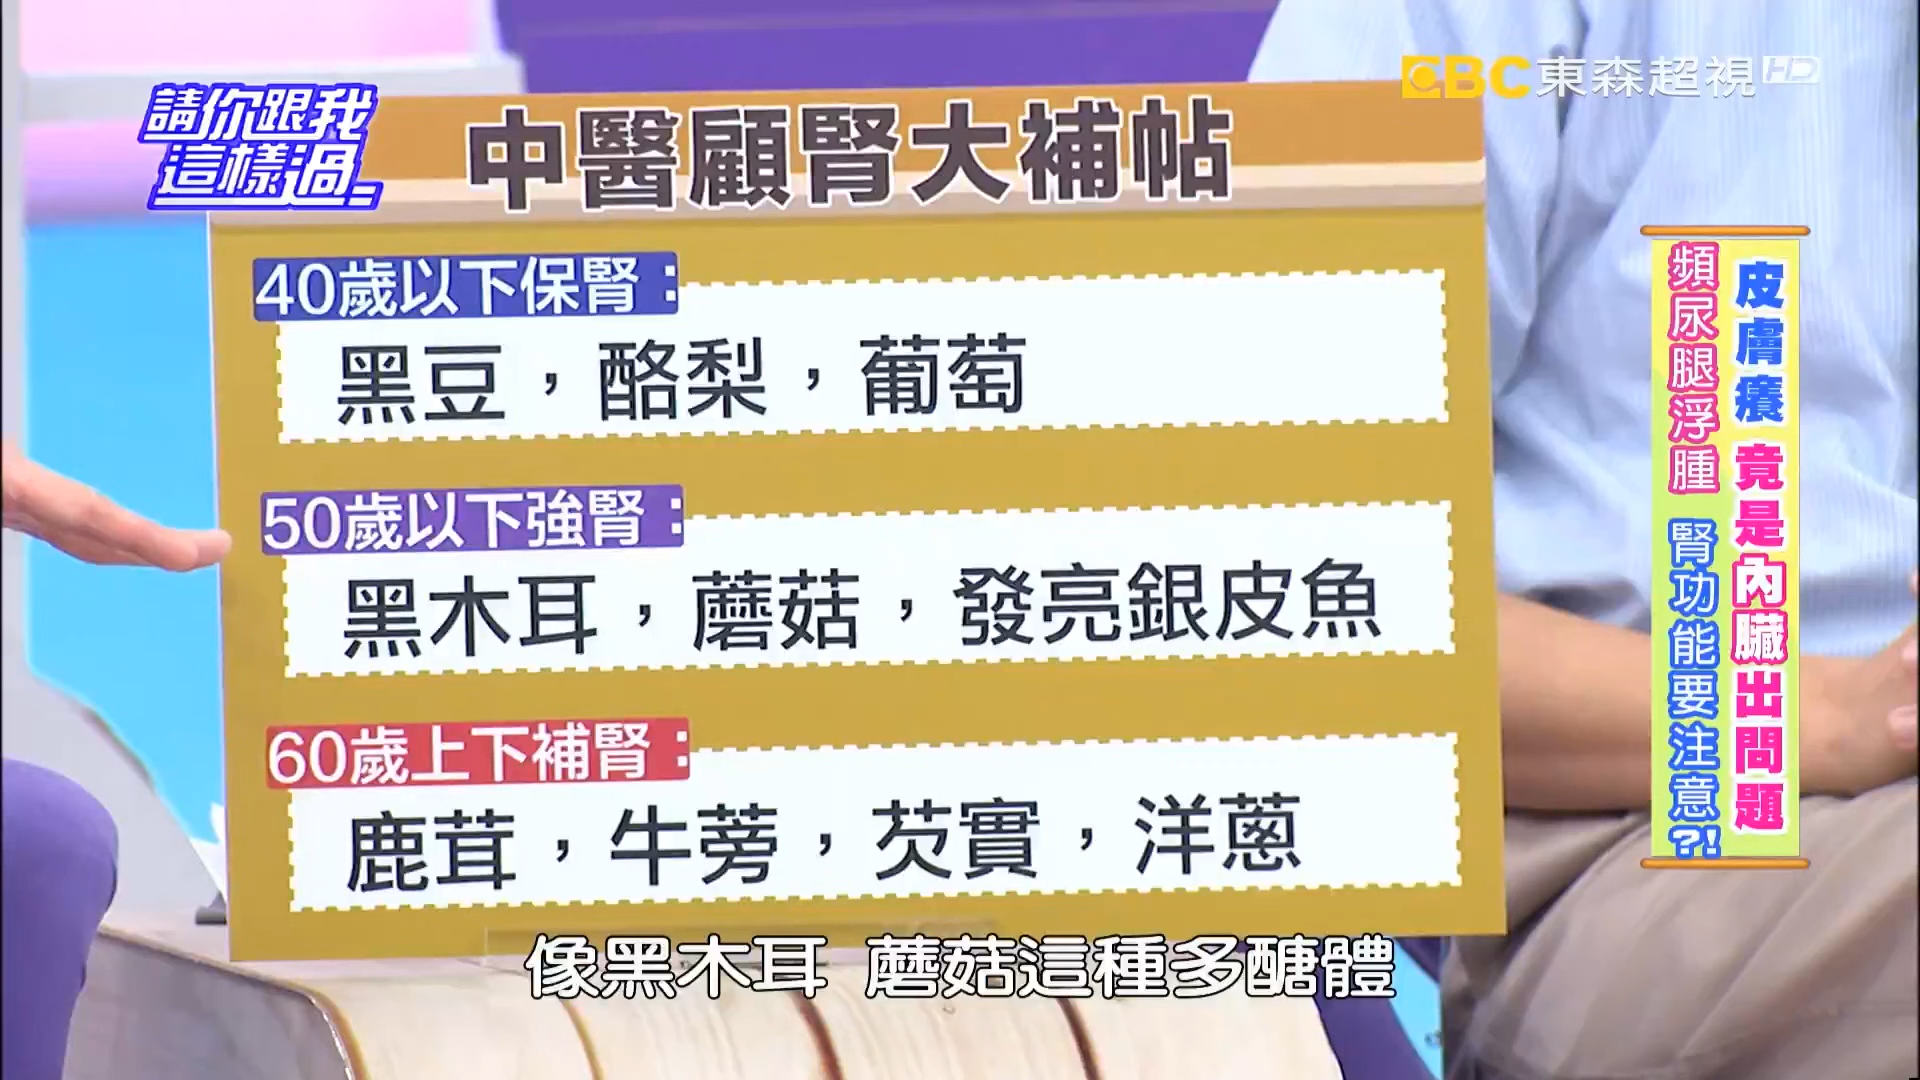 請你跟我
這樣過
EBC東森超視HD
中醫顧腎大補帖
40歲以下保腎：
黑豆，酪梨，葡萄
50歲以下強腎：
黑木耳，蘑菇，發亮銀皮魚
60歲上下補腎：
鹿茸，牛蒡，芡實，洋蔥
皮膚癢 竟是內臟出問題
頻尿腿浮腫 腎功能要注意?!
像黑木耳 蘑菇這種多醣體